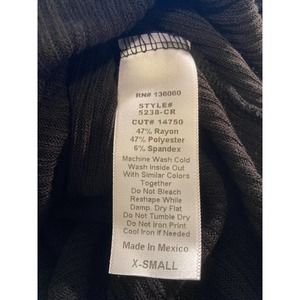 RN# 136060
STYLE#
5238-CR
CUT# 14750
47% Rayon
47% Polyester
6% Spandex
Machine Wash Cold
Wash Inside Out
With Similar Colors
Together
Do Not Bleach
Reshape While
Damp. Dry Flat
Do Not Tumble Dry
Do Not Iron Print
Cool Iron if Needed
Made In Mexico
X-SMALL